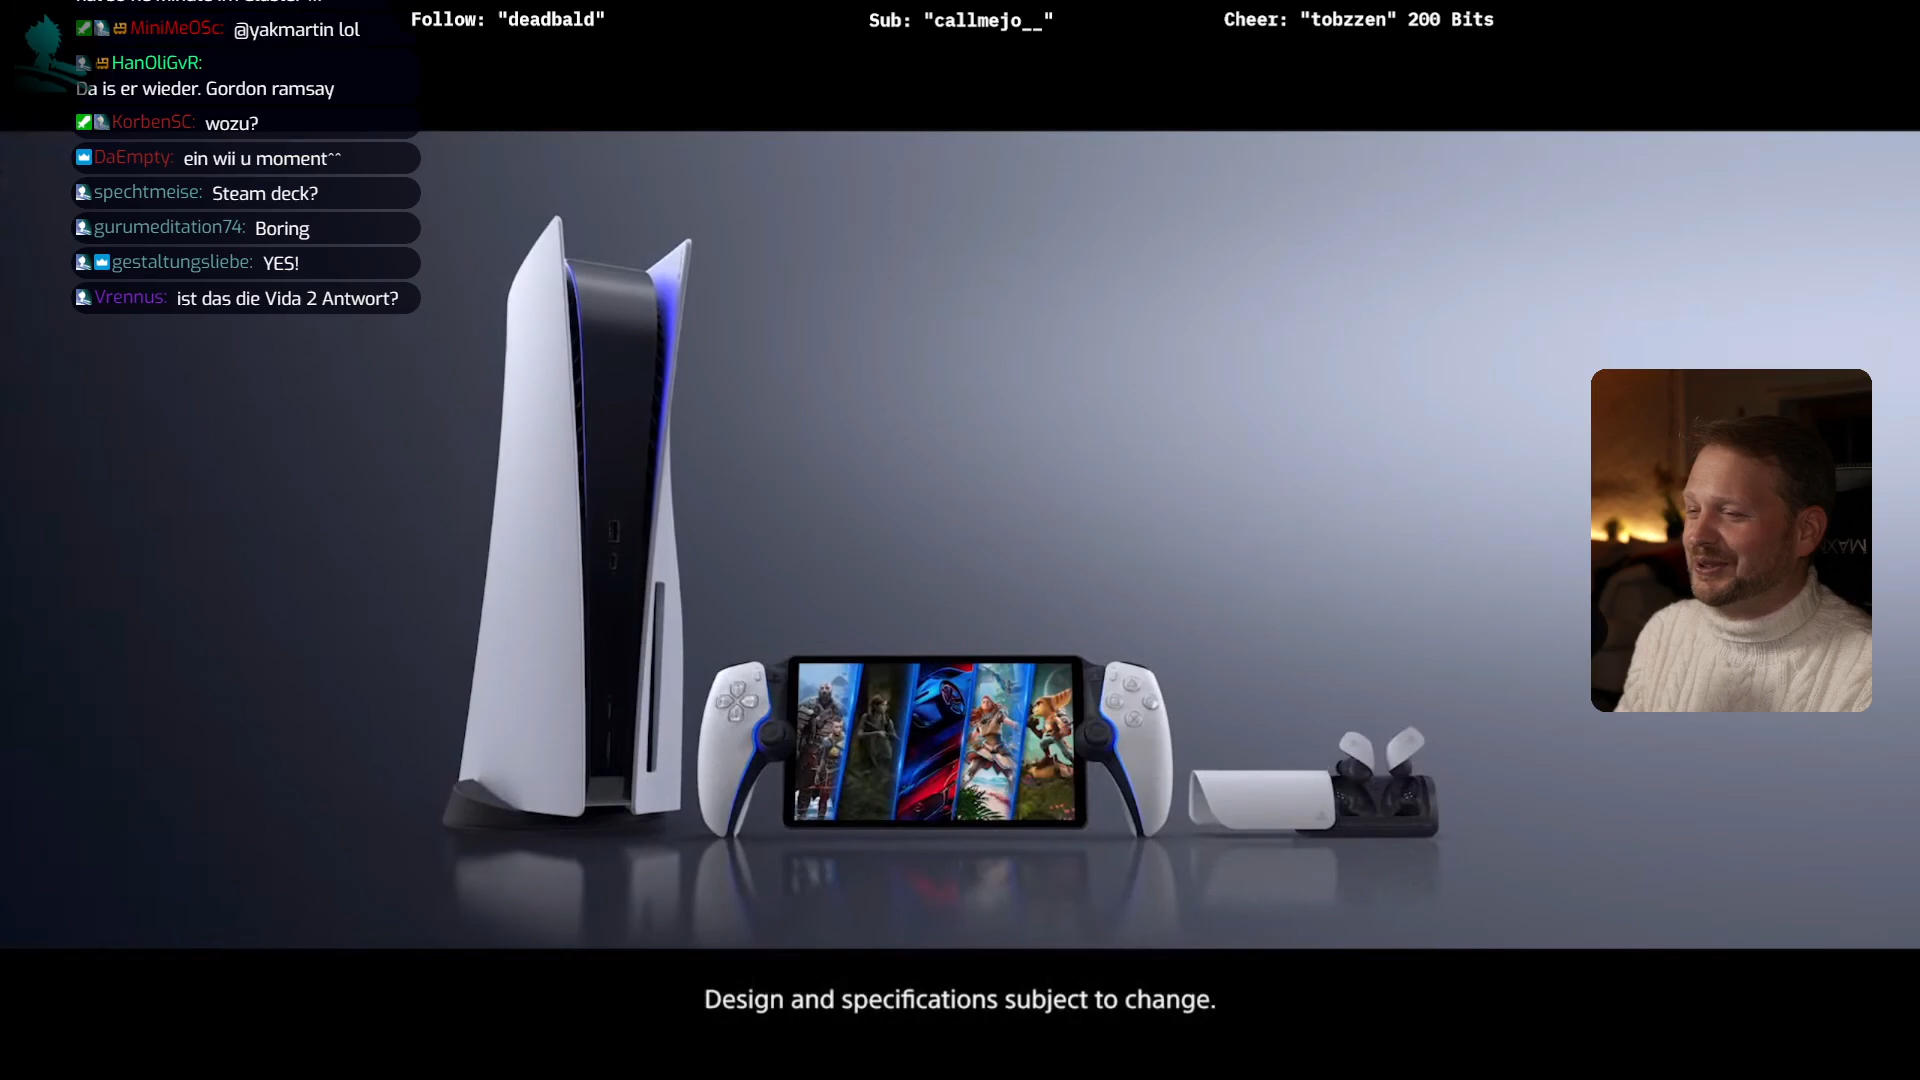 Follow: "deadbald"
Sub: "callmejo__"
Cheer: "tobzzen" 200 Bits
MiniMeOSc: @yakmartin lol
HanOliGvR:
Da is er wieder. Gordon ramsay
KorbenSC: wozu?
DaEmpty: ein wii u moment^^
spechtmeise: Steam deck?
gurumeditation74: Boring
gestaltungsliebe: YES!
Vrennus: ist das die Vida 2 Antwort?
Design and specifications subject to change.